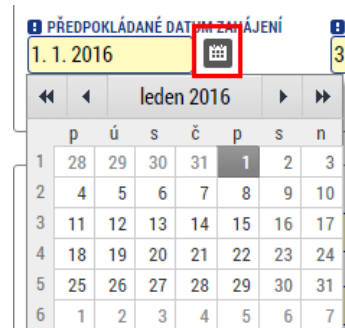 PŘEDPOKLÁDANÉ DATUM ZAHÁJENÍ
1. 1. 2016 3
leden 2016
p ú s č p s n
1 28 29 30 31 1 2 3
2 4 5 6 7 8 9 10
3 11 12 13 14 15 16 17
4 18 19 20 21 22 23 24
5 25 26 27 28 29 30 31
6 1 2 3 4 5 6 7